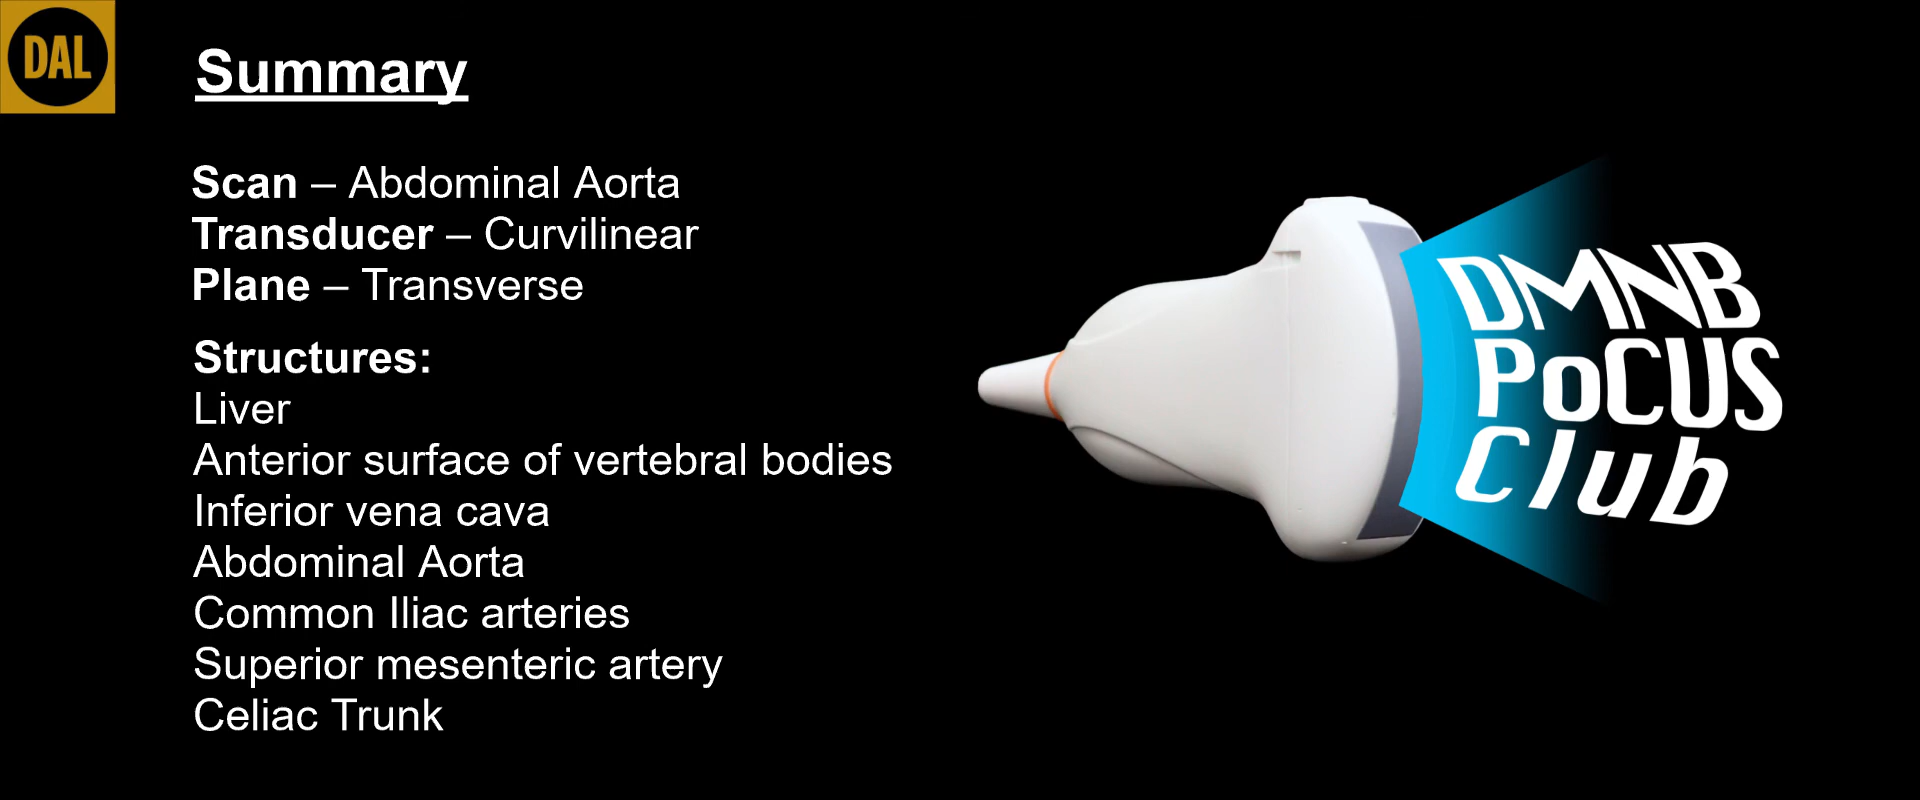 DAL
Summary
Scan – Abdominal Aorta
Transducer – Curvilinear
Plane – Transverse
Structures:
Liver
Anterior surface of vertebral bodies
Inferior vena cava
Abdominal Aorta
Common Iliac arteries
Superior mesenteric artery
Celiac Trunk
DMNB
PoCUS
Club